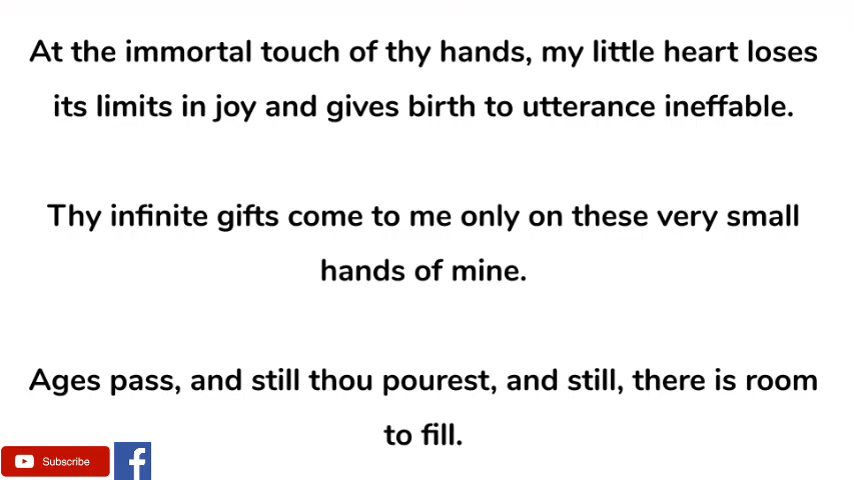 At the immortal touch of thy hands, my little heart loses
its limits in joy and gives birth to utterance ineffable.
Thy infinite gifts come to me only on these very small
hands of mine.
Ages pass, and still thou pourest, and still, there is room
to fill.
Subscribe